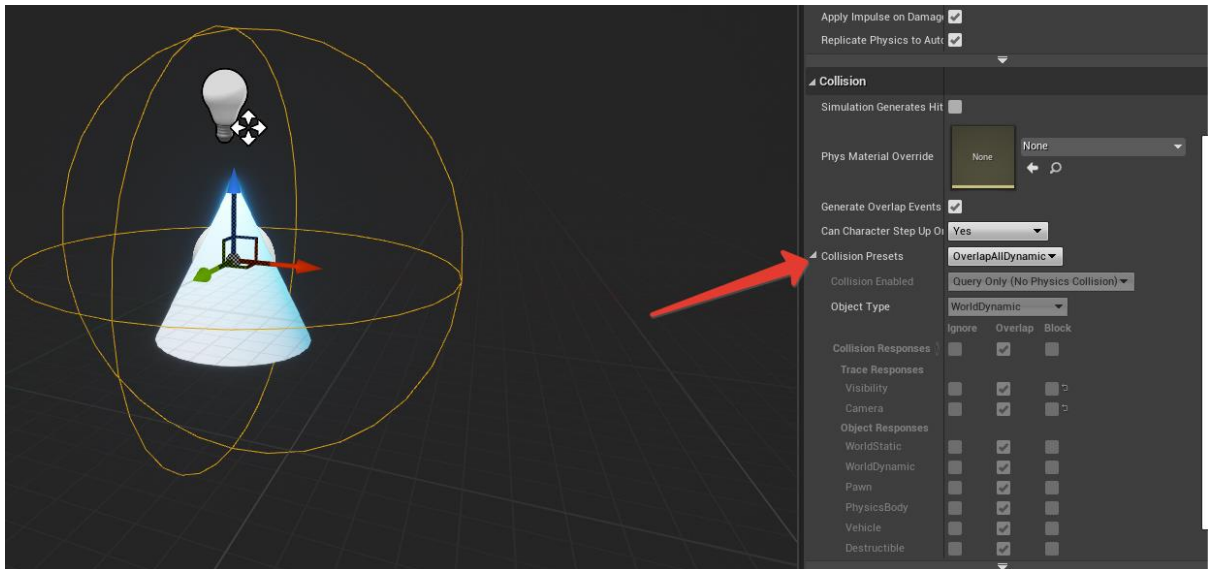 Apply Impulse on Damag
Replicate Physics to Auto
Collision
Simulation Generates Hit
Phys Material Override
None
None
Generate Overlap Events
Can Character Step Up On
Yes
Collision Presets
OverlapAllDynamic
Collision Enabled
Query Only (No Physics Collision)
Object Type
WorldDynamic
Ignore Overlap Block
Collision Responses
Trace Responses
Visibility
Camera
Object Responses
WorldStatic
WorldDynamic
Pawn
PhysicsBody
Vehicle
Destructible